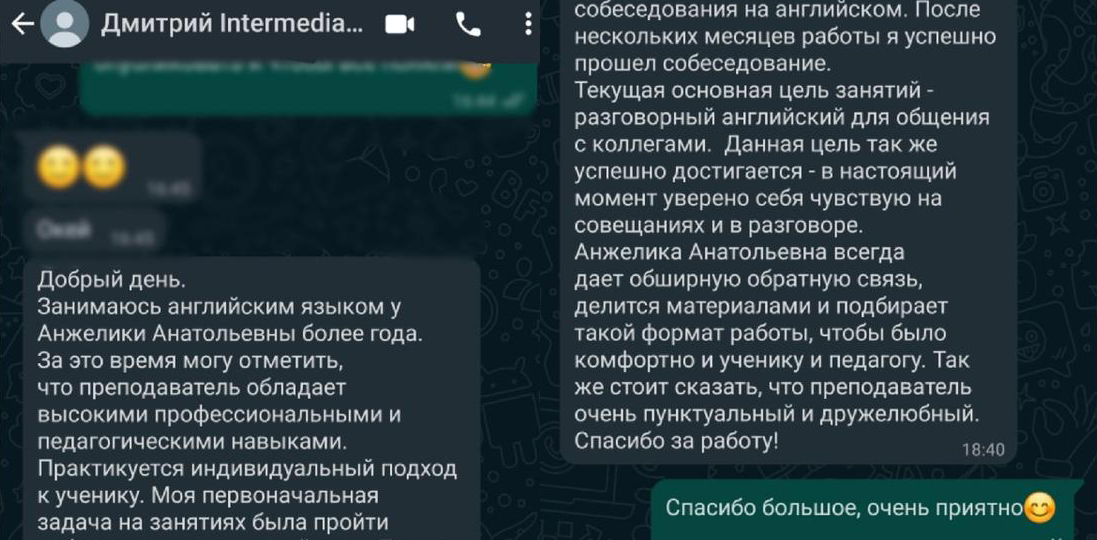 Дмитрий Intermedia...
Окей
Добрый день.
Занимаюсь английским языком у
Анжелики Анатольевны более года.
За это время могу отметить,
что преподаватель обладает
высокими профессиональными и
педагогическими навыками.
Практикуется индивидуальный подход
к ученику. Моя первоначальная
задача на занятиях была пройти
собеседования на английском. После
нескольких месяцев работы я успешно
прошел собеседование.
Текущая основная цель занятий -
разговорный английский для общения
с коллегами. Данная цель так же
успешно достигается - в настоящий
момент уверено себя чувствую на
совещаниях и в разговоре.
Анжелика Анатольевна всегда
дает обширную обратную связь,
делится материалами и подбирает
такой формат работы, чтобы было
комфортно и ученику и педагогу. Так
же стоит сказать, что преподаватель
очень пунктуальный и дружелюбный.
Спасибо за работу!
18:40
Спасибо большое, очень приятно😊